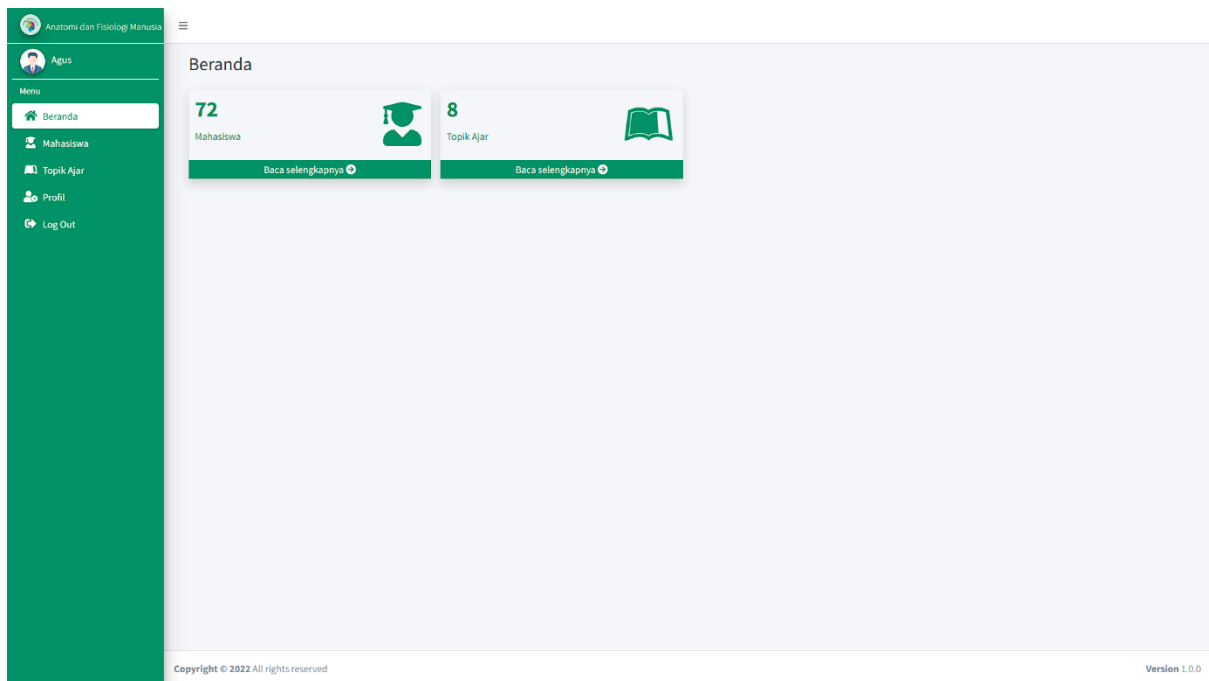 Anatomi dan Fisiologi Manusia
Agus
Menu
Beranda
Mahasiswa
Topik Ajar
Profil
Log Out
Beranda
72
Mahasiswa
Baca selengkapnya
8
Topik Ajar
Baca selengkapnya
Copyright © 2022 All rights reserved
Version 1.0.0